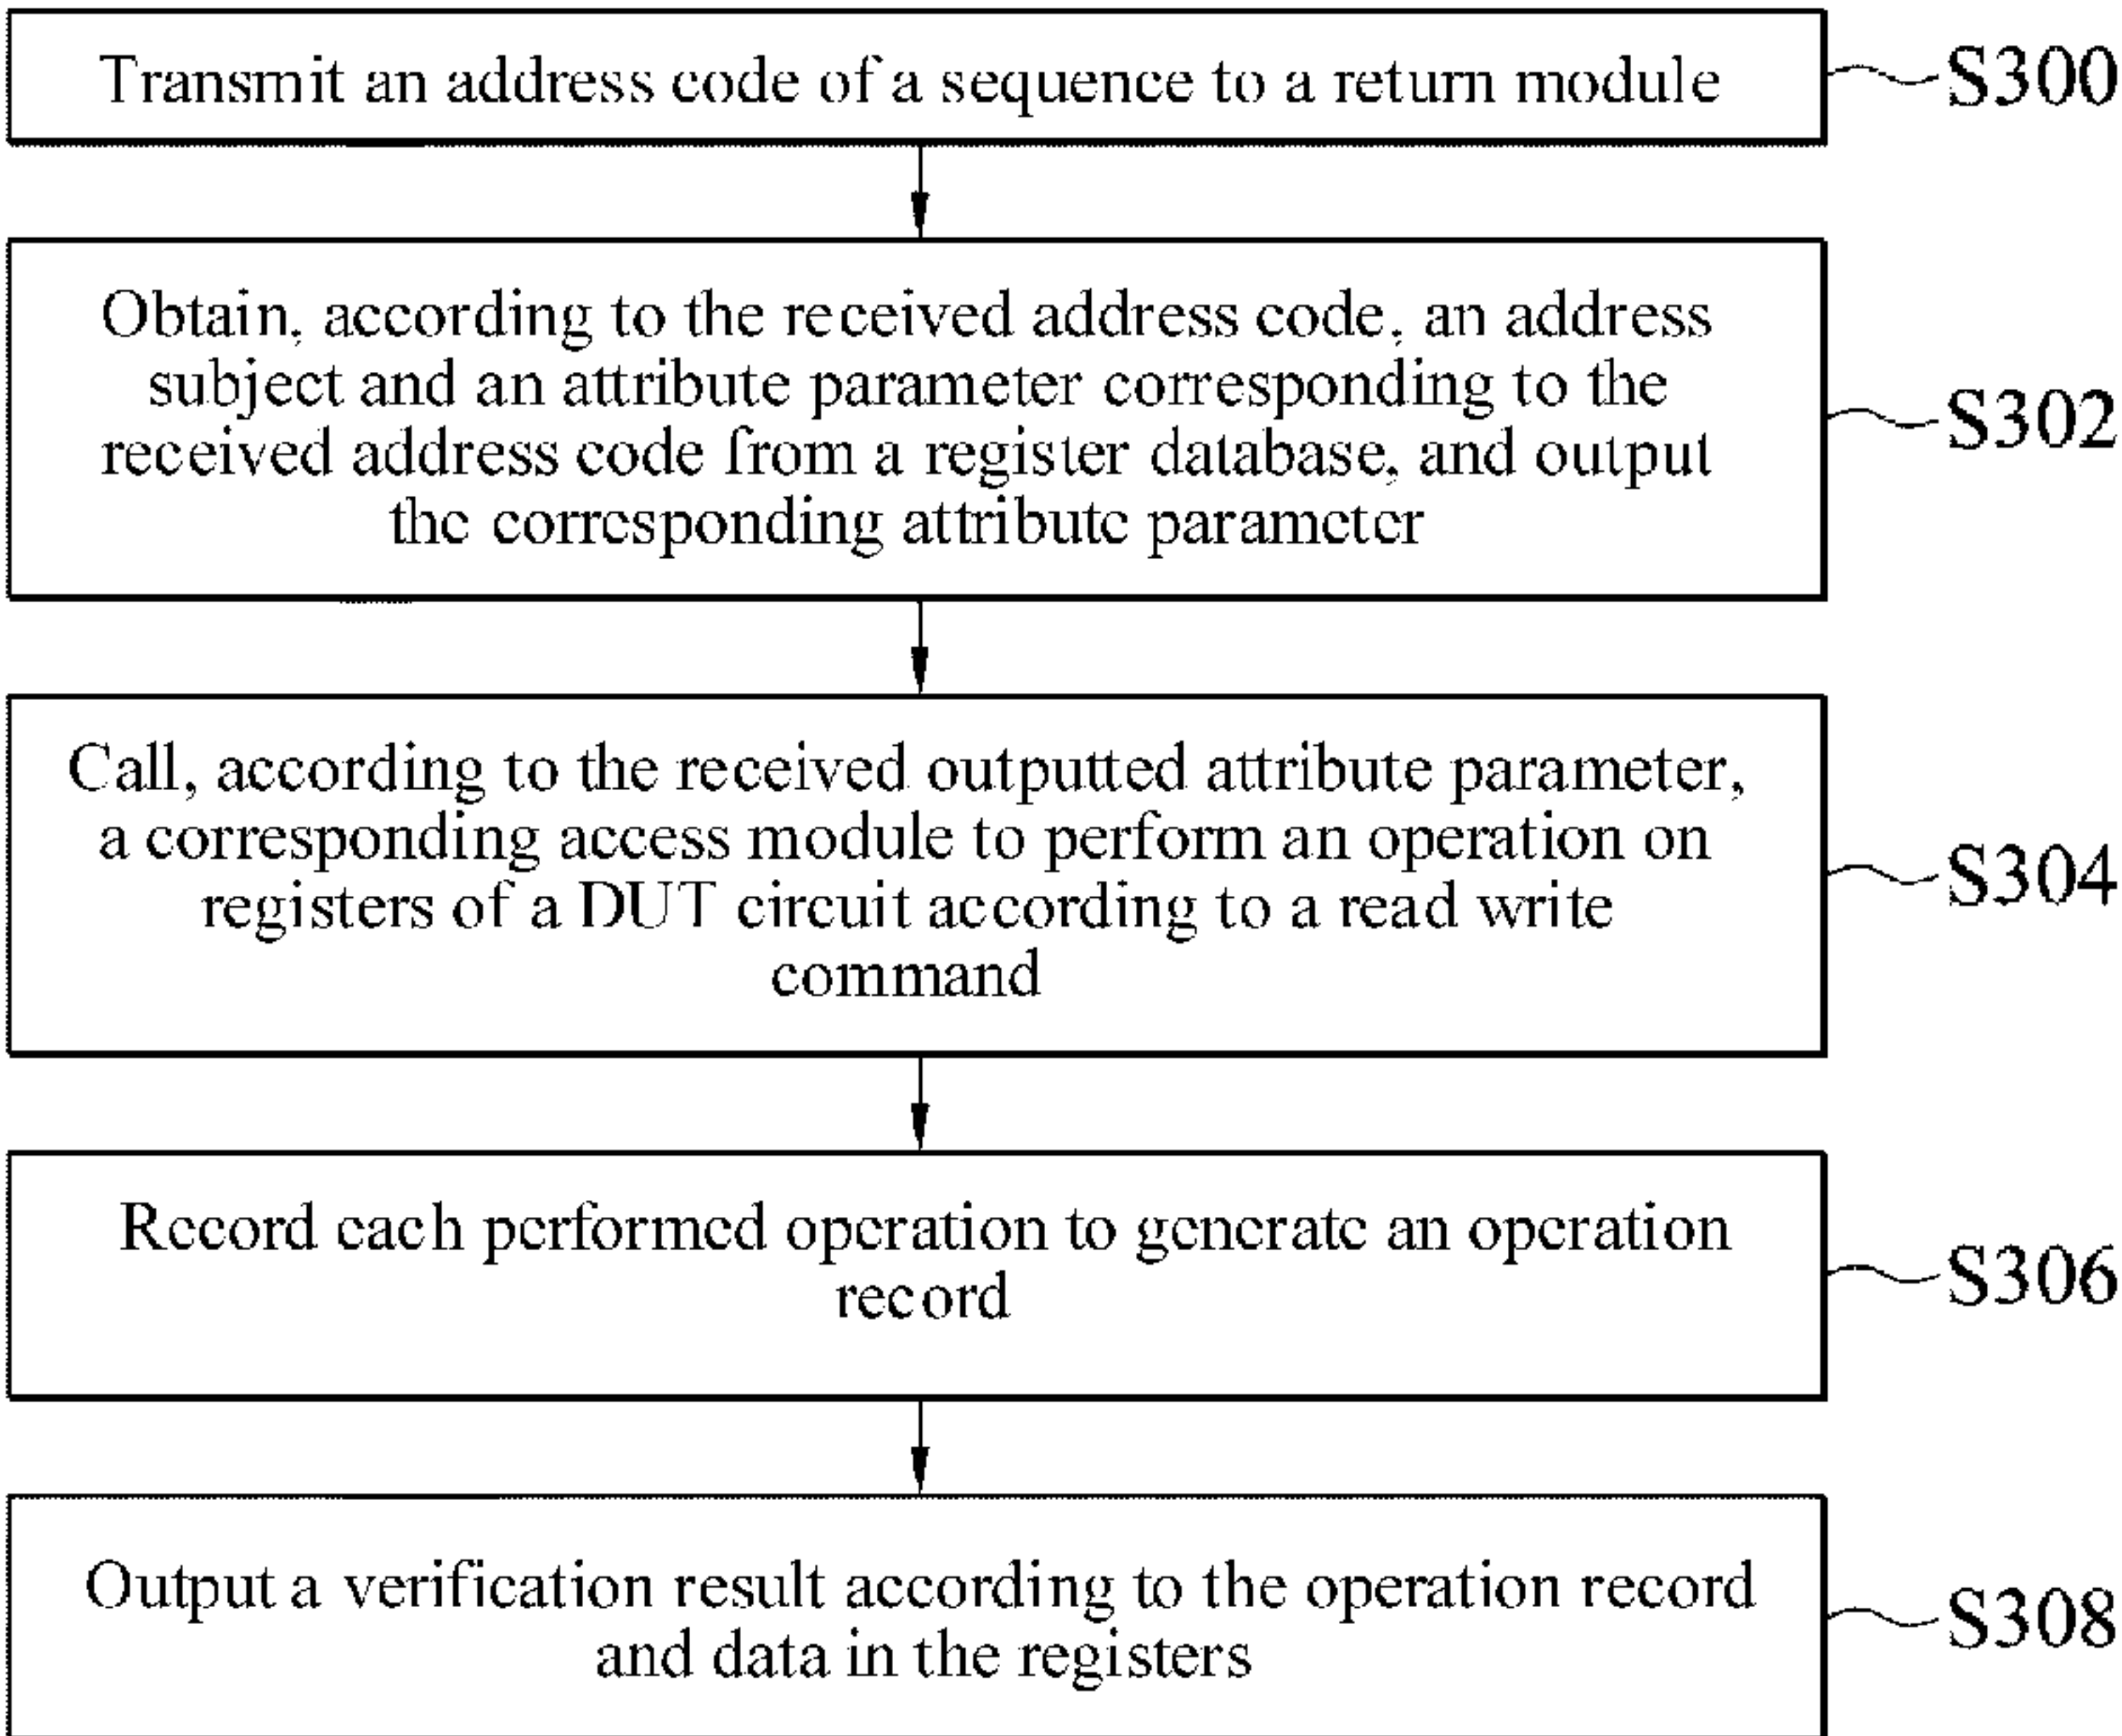 Transmit an address code of a sequence to a return module
S300
Obtain, according to the received address code, an address
subject and an attribute parameter corresponding to the
received address code from a register database, and output
the corresponding attribute parameter
S302
Call, according to the received outputted attribute parameter,
a corresponding access module to perform an operation on
registers of a DUT circuit according to a read write
command
S304
Record each performed operation to generate an operation
record
S306
Output a verification result according to the operation record
and data in the registers
S308